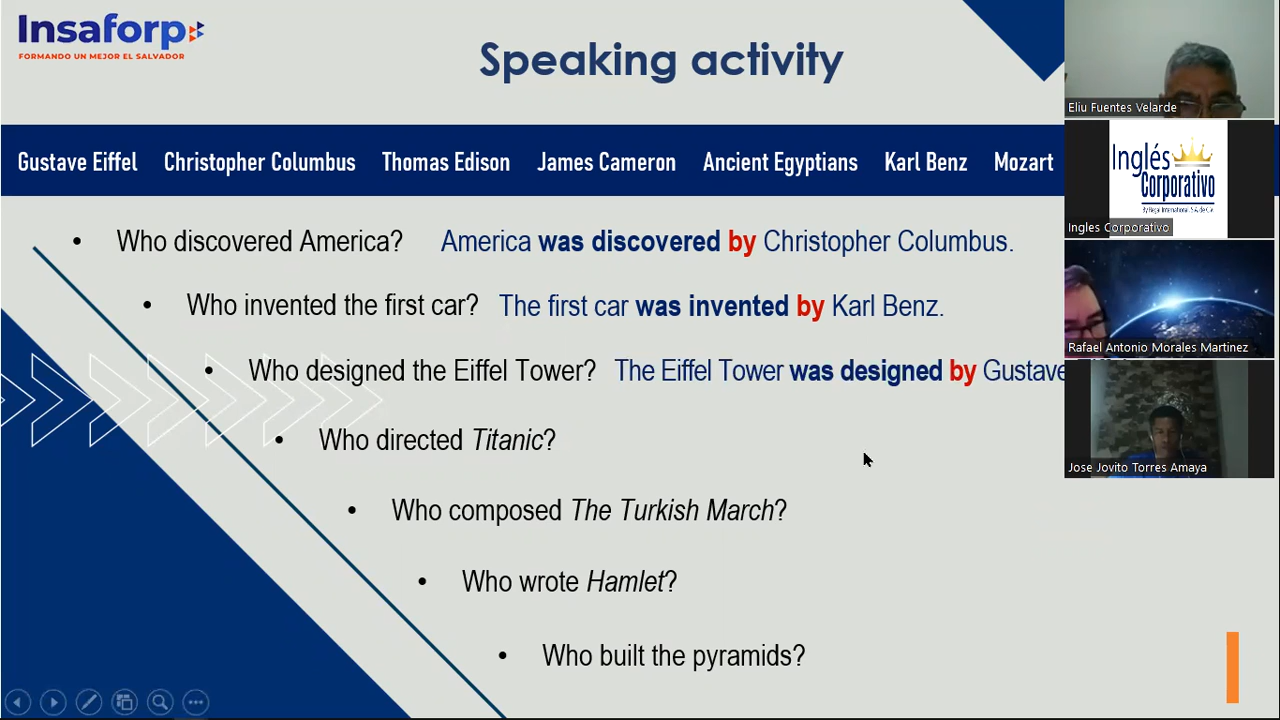 Insaforp
FORMANDO UN MEJOR EL SALVADOR
Speaking activity
Gustave Eiffel Christopher Columbus Thomas Edison James Cameron Ancient Egyptians Karl Benz Mozart
• Who discovered America? America was discovered by Christopher Columbus.
• Who invented the first car? The first car was invented by Karl Benz.
• Who designed the Eiffel Tower? The Eiffel Tower was designed by Gustave
• Who directed Titanic?
• Who composed The Turkish March?
• Who wrote Hamlet?
• Who built the pyramids?
Eliu Fuentes Velarde
Inglés
Corporativo
Ingles Corporativo
Rafael Antonio Morales Martinez
Jose Jovito Torres Amaya